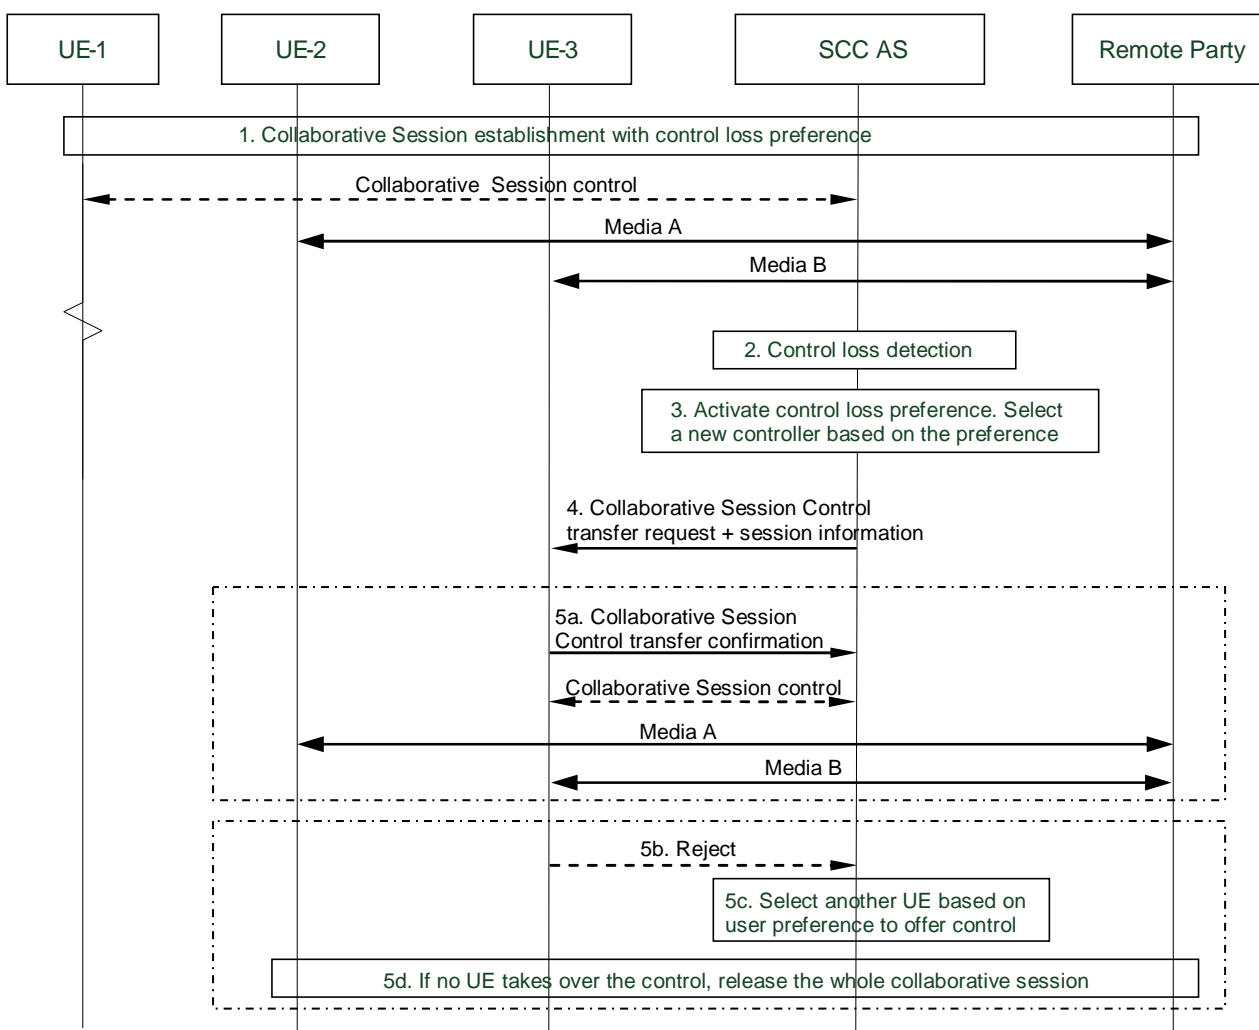 UE-1
UE-2
UE-3
SCC AS
Remote Party
1. Collaborative Session establishment with control loss preference
Collaborative Session control
Media A
Media B
2. Control loss detection
3. Activate control loss preference. Select
a new controller based on the preference
4. Collaborative Session Control
transfer request + session information
5a. Collaborative Session
Control transfer confirmation
Collaborative Session control
Media A
Media B
5b. Reject
5c. Select another UE based on
user preference to offer control
5d. If no UE takes over the control, release the whole collaborative session